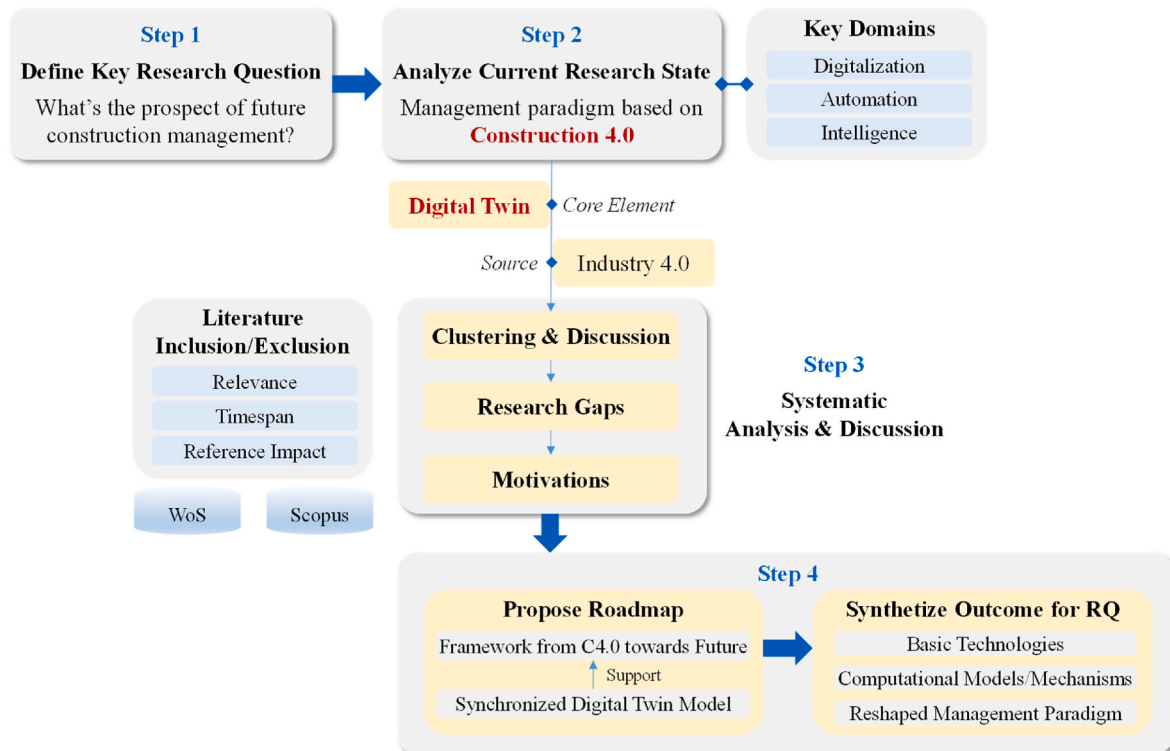 Step 1
Define Key Research Question
What's the prospect of future
construction management?
Step 2
Analyze Current Research State
Management paradigm based on
Construction 4.0
Key Domains
Digitalization
Automation
Intelligence
Digital Twin
Core Element
Source
Industry 4.0
Literature
Inclusion/Exclusion
Relevance
Timespan
Reference Impact
WoS
Scopus
Clustering & Discussion
Research Gaps
Motivations
Step 3
Systematic
Analysis & Discussion
Step 4
Propose Roadmap
Framework from C4.0 towards Future
Support
Synchronized Digital Twin Model
Synthetize Outcome for RQ
Basic Technologies
Computational Models/Mechanisms
Reshaped Management Paradigm